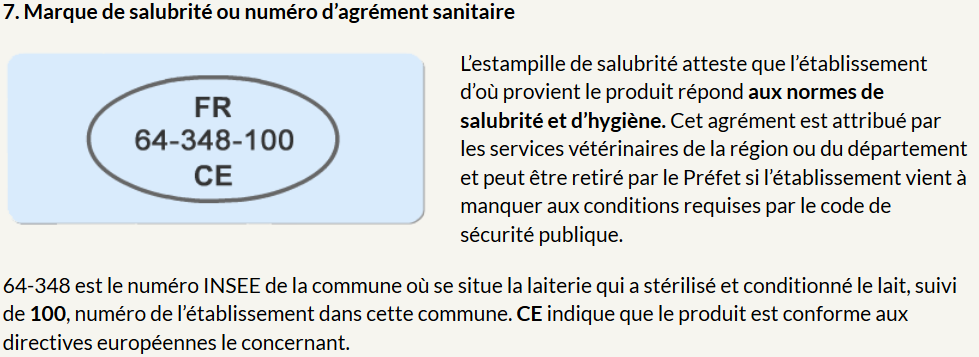 7. Marque de salubrité ou numéro d’agrément sanitaire
FR
64-348-100
CE
L’estampille de salubrité atteste que l’établissement
d’où provient le produit répond aux normes de
salubrité et d’hygiène. Cet agrément est attribué par
les services vétérinaires de la région ou du département
et peut être retiré par le Préfet si l’établissement vient à
manquer aux conditions requises par le code de
sécurité publique.
64-348 est le numéro INSEE de la commune où se situe la laiterie qui a stérilisé et conditionné le lait, suivi
de 100, numéro de l’établissement dans cette commune. CE indique que le produit est conforme aux
directives européennes le concernant.